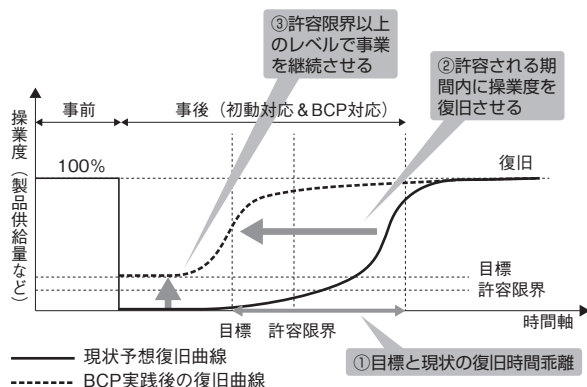 ③許容限界以上
のレベルで事業
を継続させる
②許容される期
間内に操業度を
復旧させる
事前
事後（初動対応＆BCP対応）
操業度（製品供給量など）
100%
復旧
目標
許容限界
時間軸
目標 許容限界
①目標と現状の復旧時間乖離
現状予想復旧曲線
BCP実践後の復旧曲線